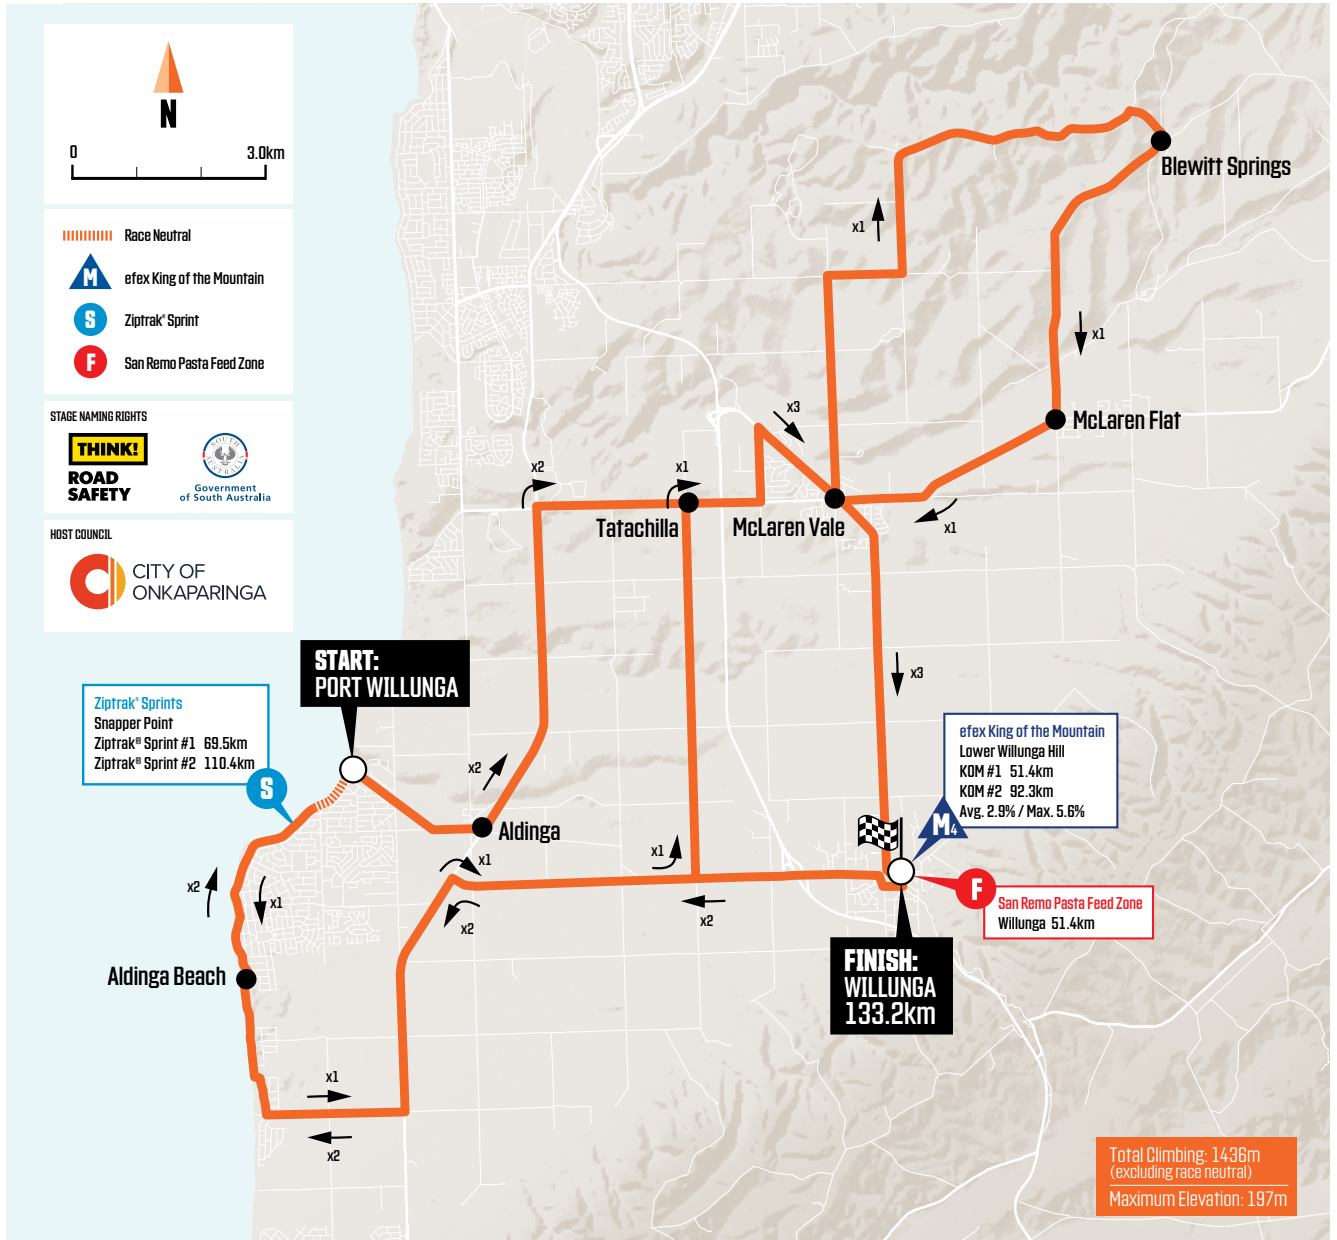 N
0 3.0km
Race Neutral
M efex King of the Mountain
S Ziptrak® Sprint
F San Remo Pasta Feed Zone
STAGE NAMING RIGHTS
THINK!
ROAD
SAFETY
SOUTH
AUSTRALIA
Government
of South Australia
HOST COUNCIL
CITY OF
ONKAPARINGA
Blewitt Springs
x1
x1
McLaren Flat
x3
x2
x1
Tatachilla
McLaren Vale
x1
START:
PORT WILLUNGA
x3
Ziptrak® Sprints
Snapper Point
Ziptrak® Sprint #1 69.5km
Ziptrak® Sprint #2 110.4km
S
efex King of the Mountain
Lower Willunga Hill
KOM #1 51.4km
KOM #2 92.3km
Avg. 2.9% / Max. 5.6%
M4
x2
Aldinga
x1
x1
x2
x1
x2
x2
F
San Remo Pasta Feed Zone
Willunga 51.4km
Aldinga Beach
FINISH:
WILLUNGA
133.2km
x1
x2
Total Climbing: 1436m
(excluding race neutral)
Maximum Elevation: 197m